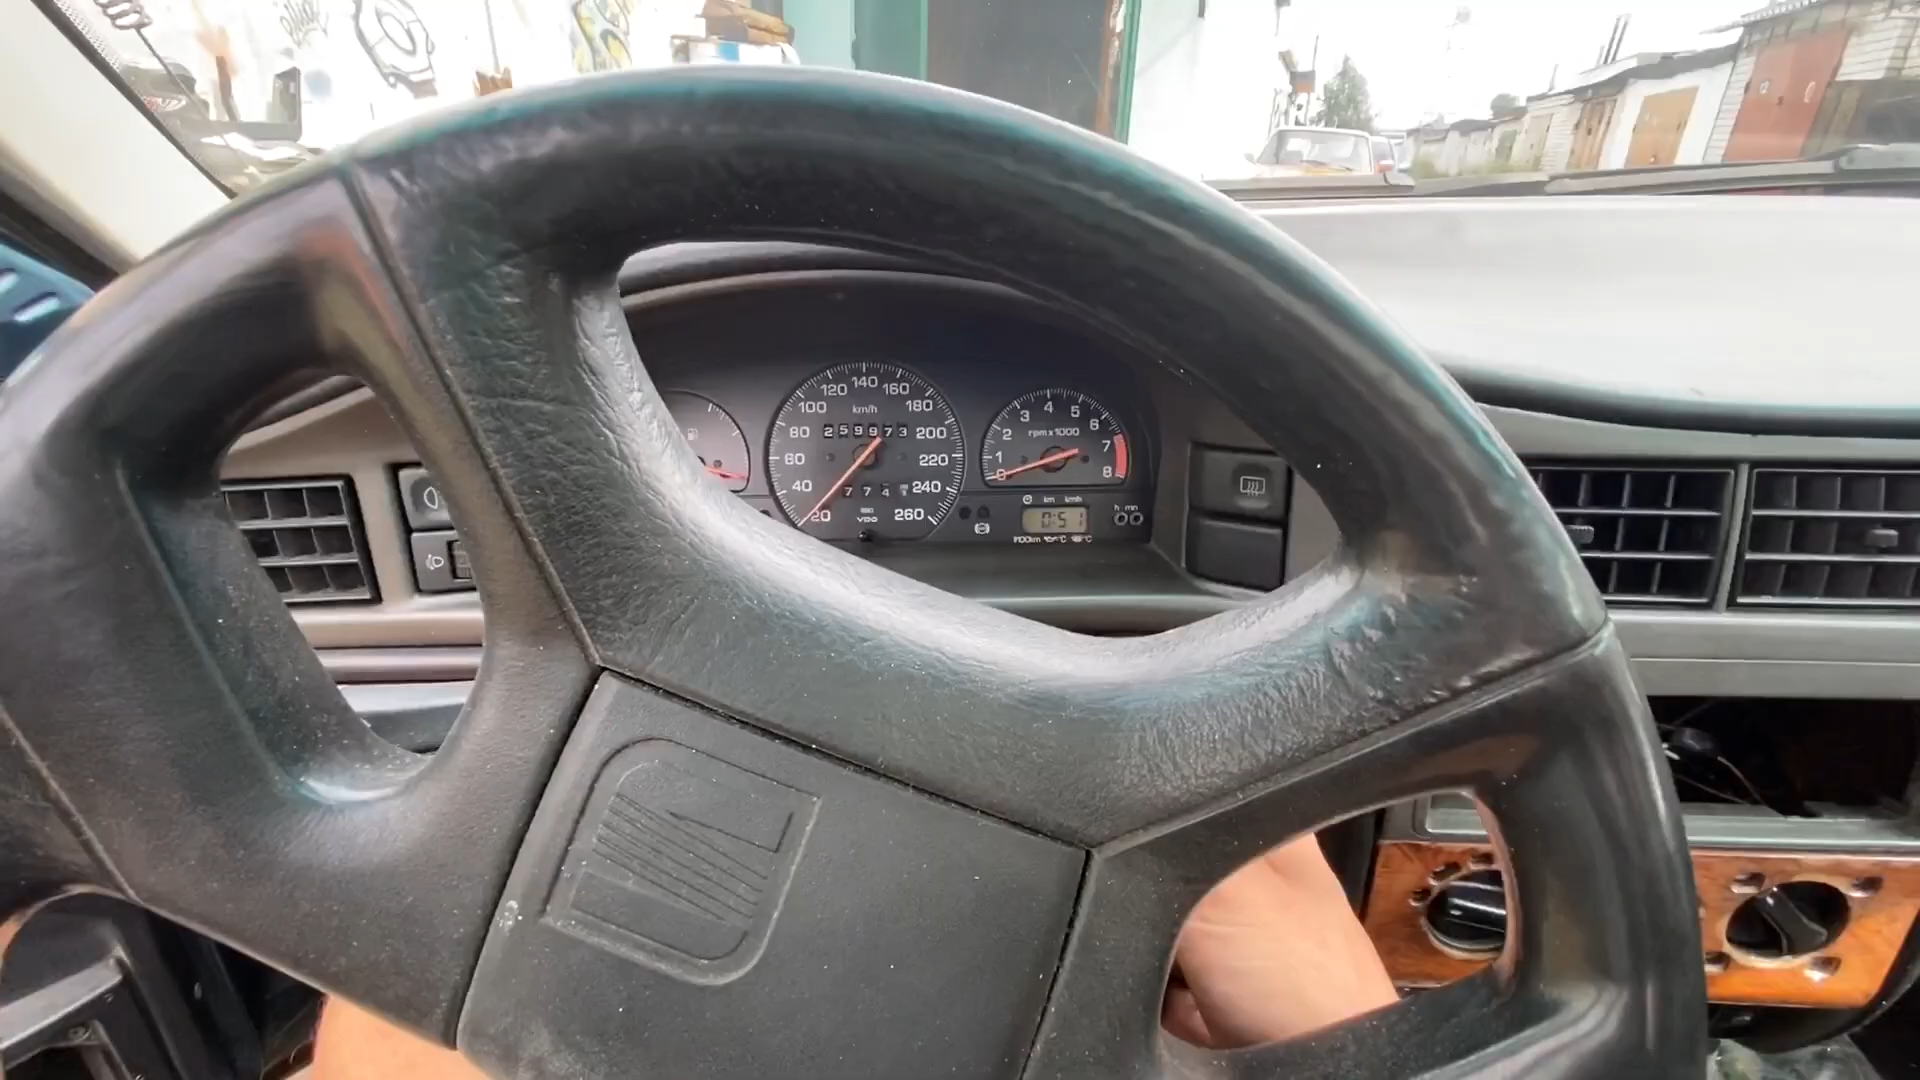 120 140 160
100 km/h 180
80 259973 200
60 220
40 774 240
20 VDO 260
3 4 5
2 6
rpm x 1000
1 7
0 8
km km/h
h mn
0:51
l/100km °C °C